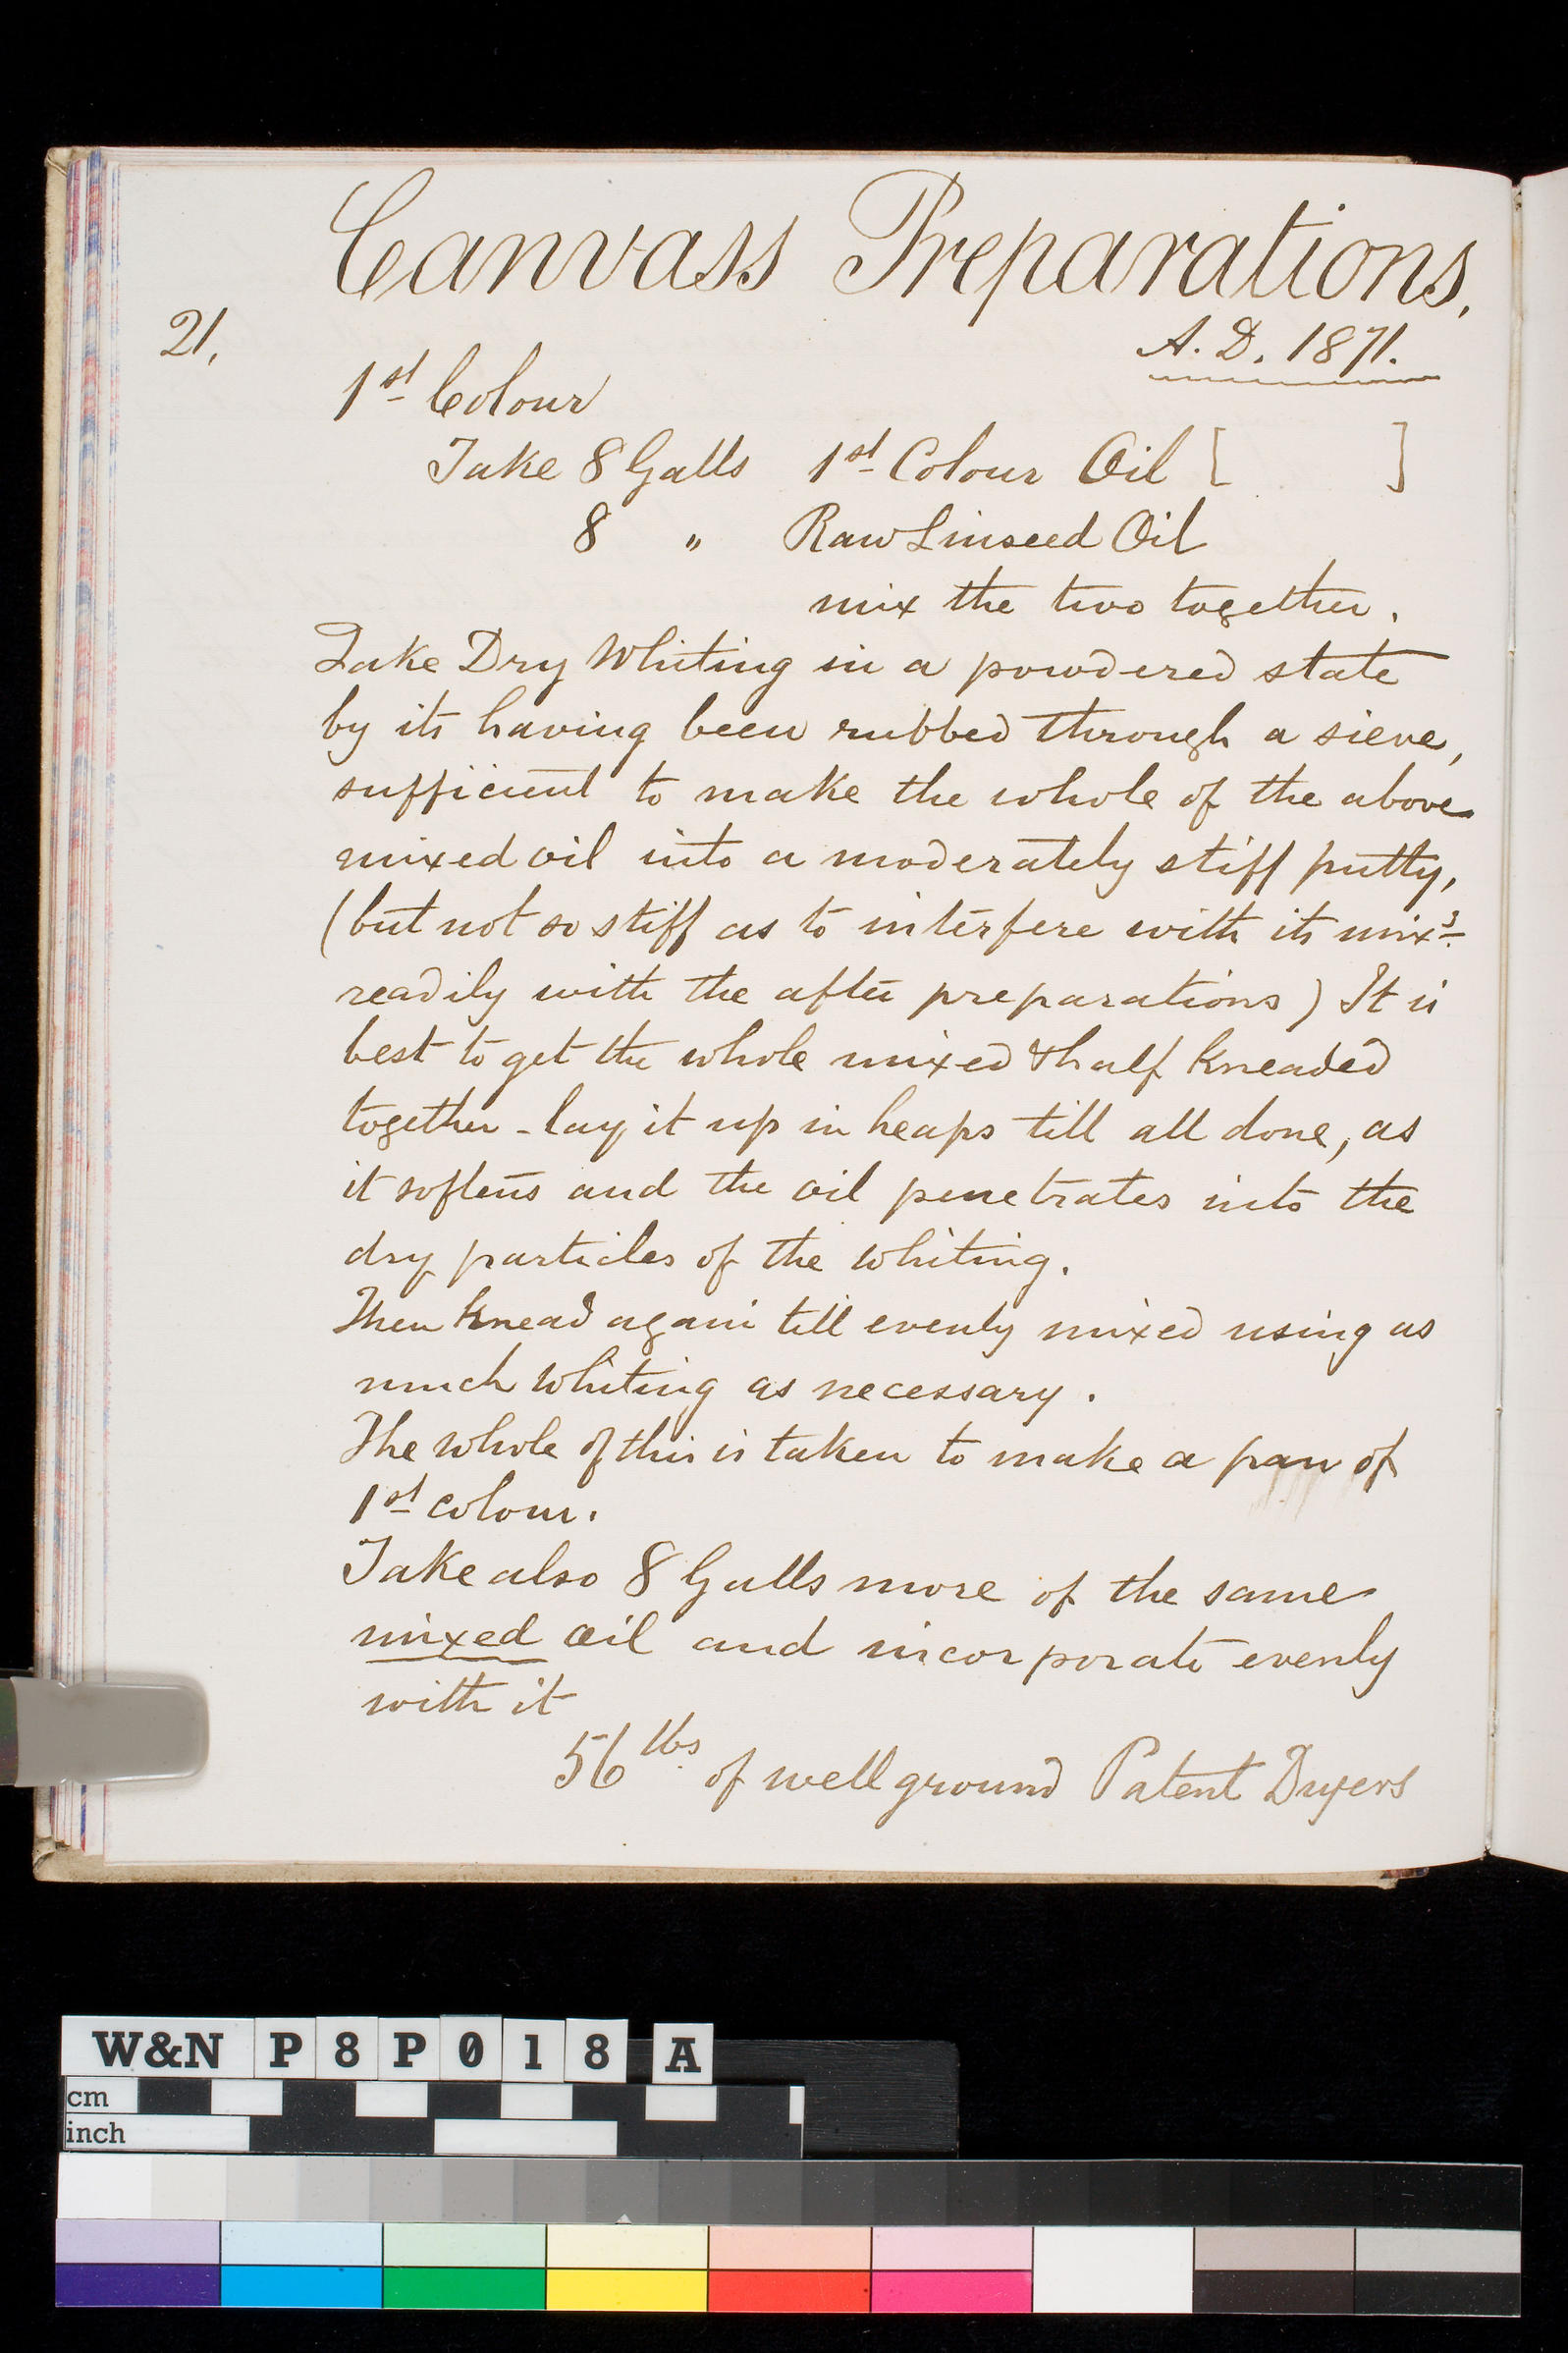 Canvass Preparations.
A.D. 1871.
21.
1st Colour
Take 8 Galls 1st Colour Oil [ ]
8 " Raw Linseed Oil
mix the two together.
Take Dry Whiting in a powdered state
by its having been rubbed through a sieve,
sufficient to make the whole of the above
mixed oil into a moderately stiff putty,
(but not so stiff as to interfere with its mixg
readily with the after preparations) It is
best to get the whole mixed & half kneaded
together - lay it up in heaps till all done, as
it softens and the oil penetrates into the
dry particles of the whiting.
Then knead again till evenly mixed using as
much whiting as necessary.
The whole of this is taken to make a pan of
1st colour.
Take also 8 Galls more of the same
mixed oil and incorporate evenly
with it
56 lbs of well ground Patent Dryers
W&N P8P018 A
cm
inch